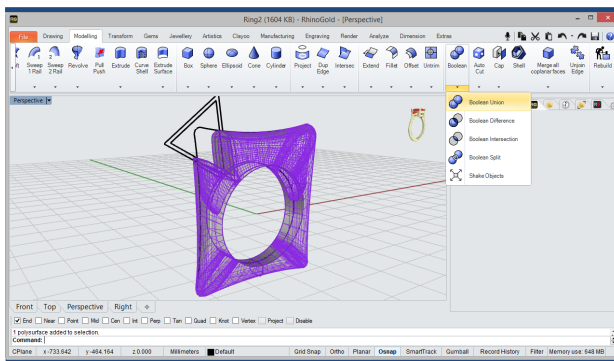 Ring2 (1604 KB) - RhinoGold - [Perspective]
File Drawing Modelling Transform Gems Jewellery Artistics Clayoo Manufacturing Engraving Render Analyze Dimension Extras
Sweep 1 Rail Sweep 2 Rail Revolve Pull Push Extrude Curve Shell Extrude Surface Box Sphere Ellipsoid Cone Cylinder Project Dup Edge Intersec Extend Fillet Offset Untrim Boolean Auto Cut Cap Shell Merge all coplanar faces Unjoin Edge Rebuild
Perspective
Boolean Union
Boolean Difference
Boolean Intersection
Boolean Split
Shake Objects
Front Top Perspective Right
End Near Point Mid Cen Int Perp Tan Quad Knot Vertex Project Disable
1 polysurface added to selection.
Command:
CPlane x-733.642 y-464.164 z0.000 Millimeters Default Grid Snap Ortho Planar Osnap SmartTrack Gumball Record History Filter Memory use: 648 MB